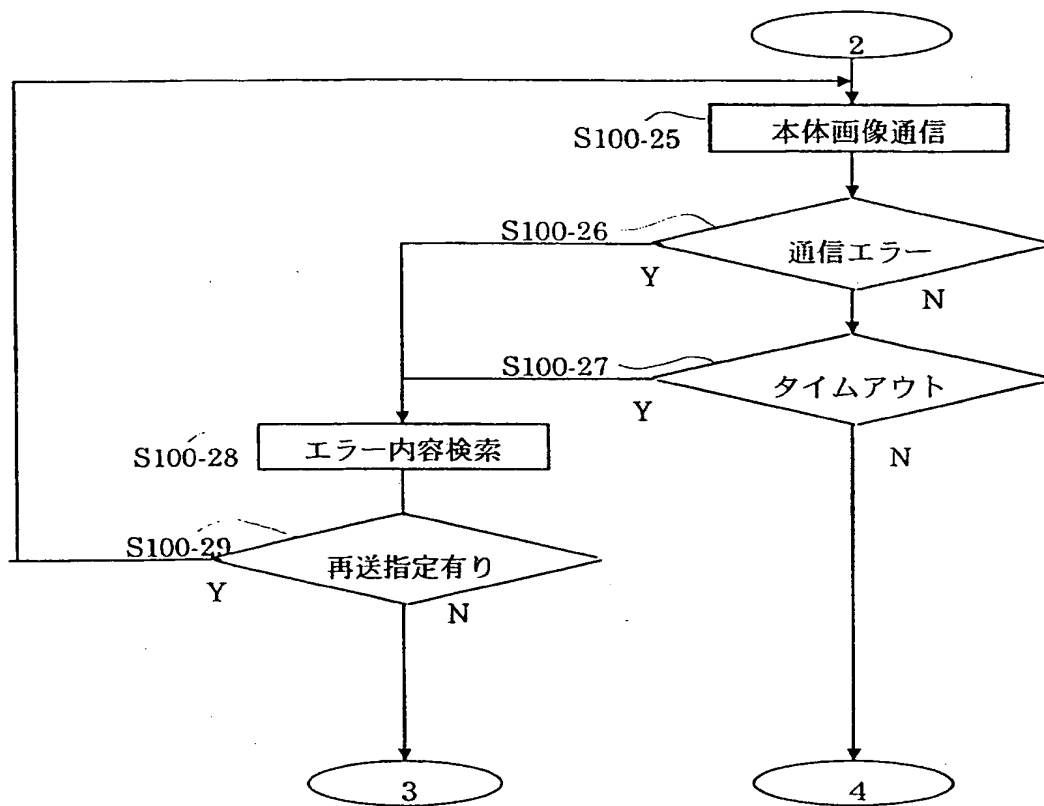 2
S100-25
本体画像通信
S100-26
通信エラー
Y
N
S100-27
タイムアウト
Y
N
S100-28
エラー内容検索
S100-29
再送指定有り
Y
N
3
4